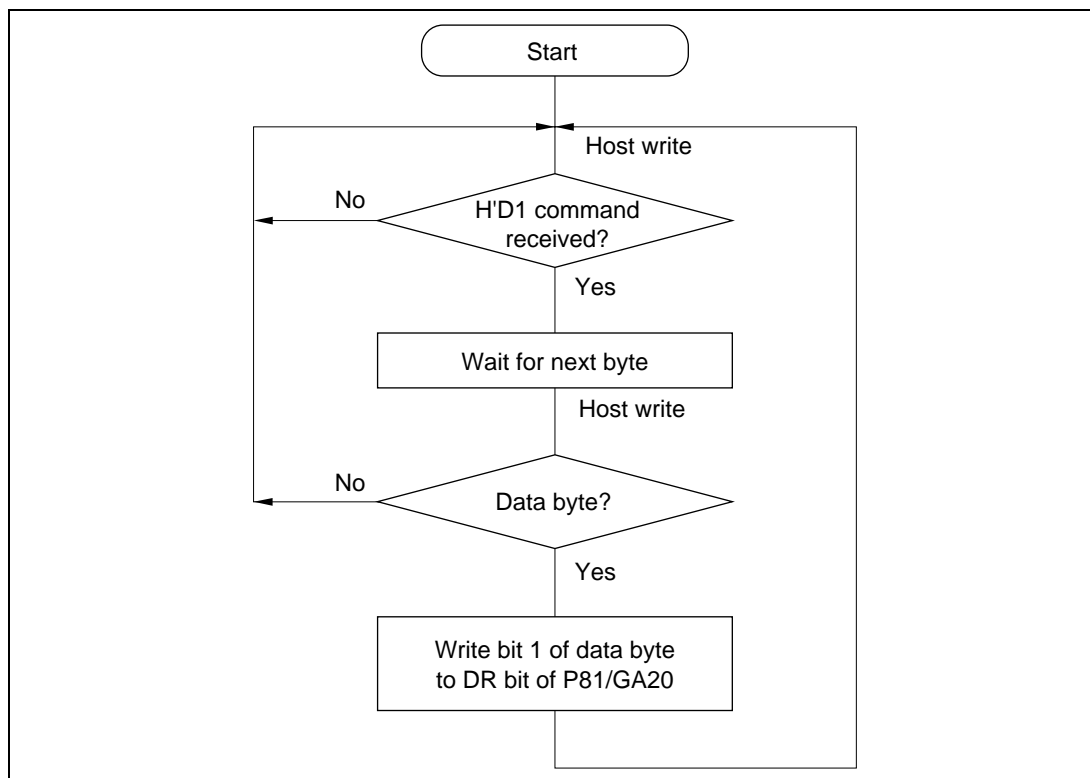 Start
Host write
No
H'D1 command
received?
Yes
Wait for next byte
Host write
No
Data byte?
Yes
Write bit 1 of data byte
to DR bit of P81/GA20